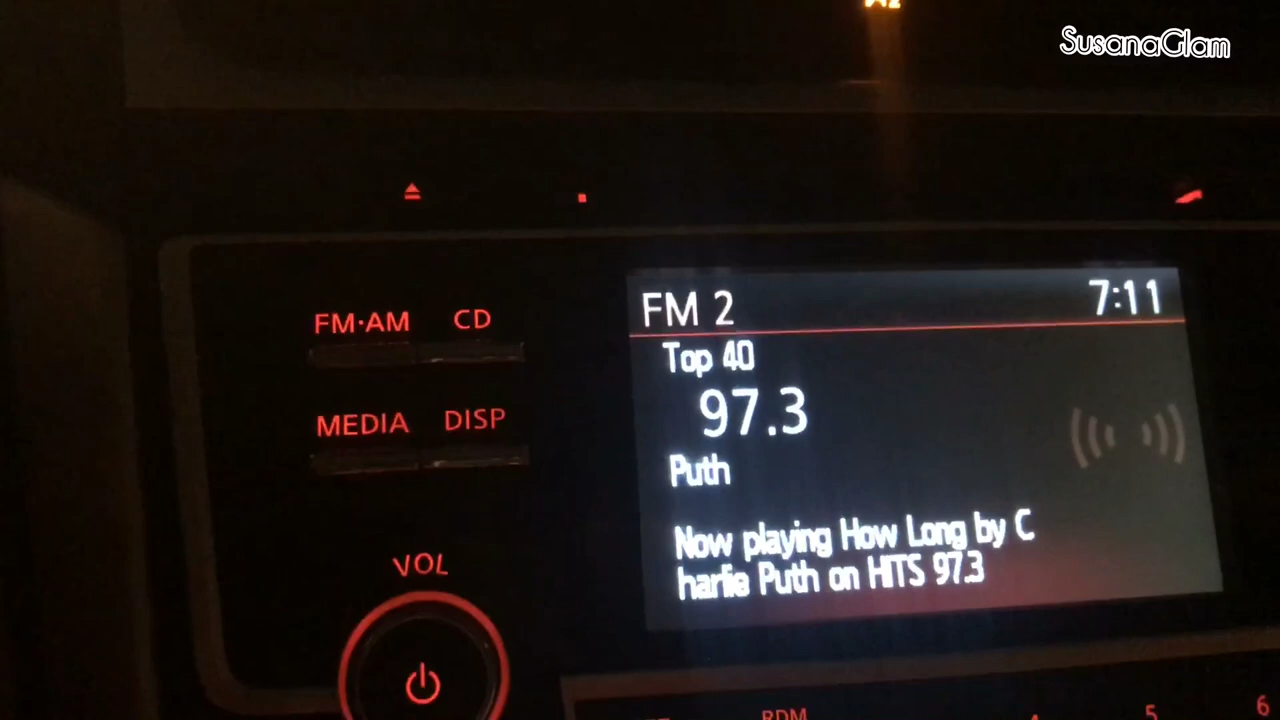 SusanaGlam
FM·AM CD
FM 2 7:11
Top 40
97.3
MEDIA DISP
Puth
Now playing How Long by C
harlie Puth on HITS 97.3
VOL
RDM
5
6